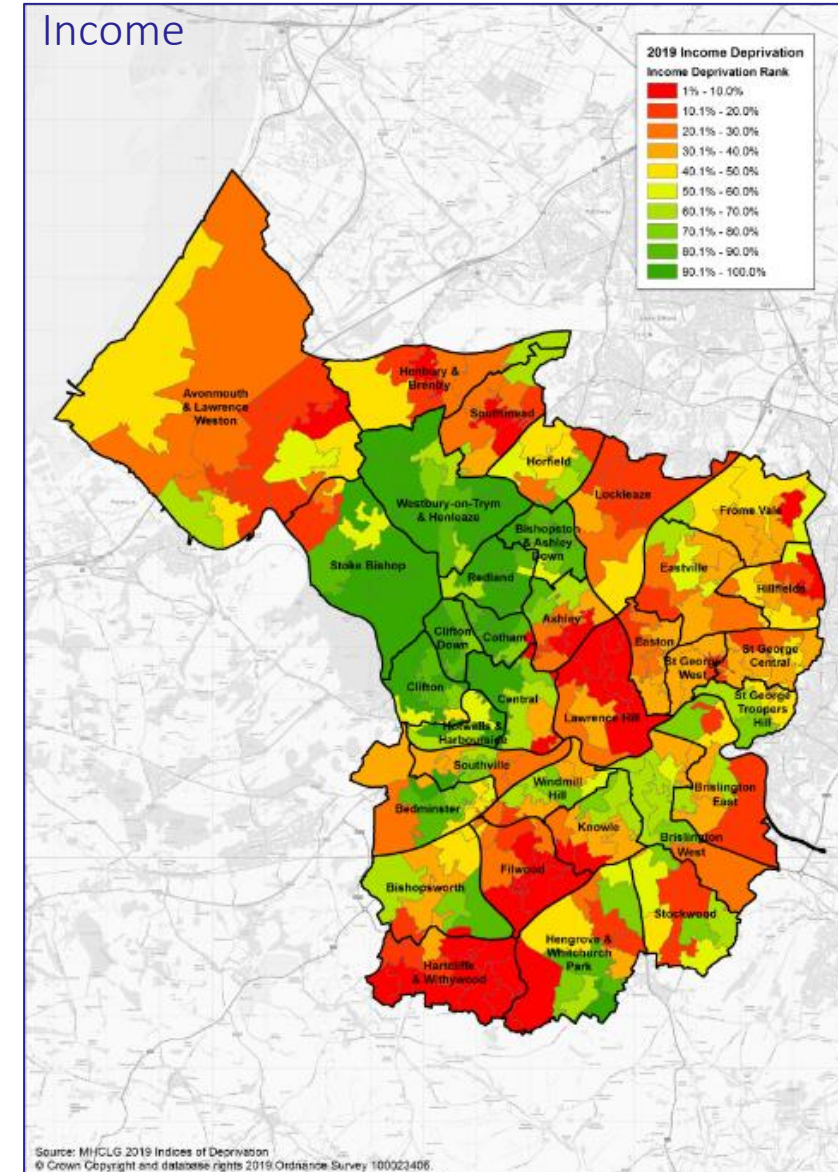 Income
2019 Income Deprivation
Income Deprivation Rank
1% - 10.0%
10.1% - 20.0%
20.1% - 30.0%
30.1% - 40.0%
40.1% - 50.0%
50.1% - 60.0%
60.1% - 70.0%
70.1% - 80.0%
80.1% - 90.0%
90.1% - 100.0%
Avonmouth
& Lawrence
Weston
Henbury &
Brentry
Southmead
Horfield
Lockleaze
Frome Vale
Westbury-on-Trym
& Henleaze
Bishopston
& Ashley
Down
Stoke Bishop
Redland
Eastville
Hillfields
Clifton
Down
Cotham
Ashley
Easton
St George
West
St George
Central
Clifton
Central
Lawrence Hill
St George
Troopers
Hill
Hotwells &
Harbourside
Southville
Windmill
Hill
Bedminster
Knowle
Brislington
East
Brislington
West
Bishopsworth
Filwood
Stockwood
Hengrove &
Whitchurch
Park
Hartcliffe
& Withywood
Source: MHCLG 2019 Indices of Deprivation
© Crown Copyright and database rights 2019.Ordnance Survey 100023406.